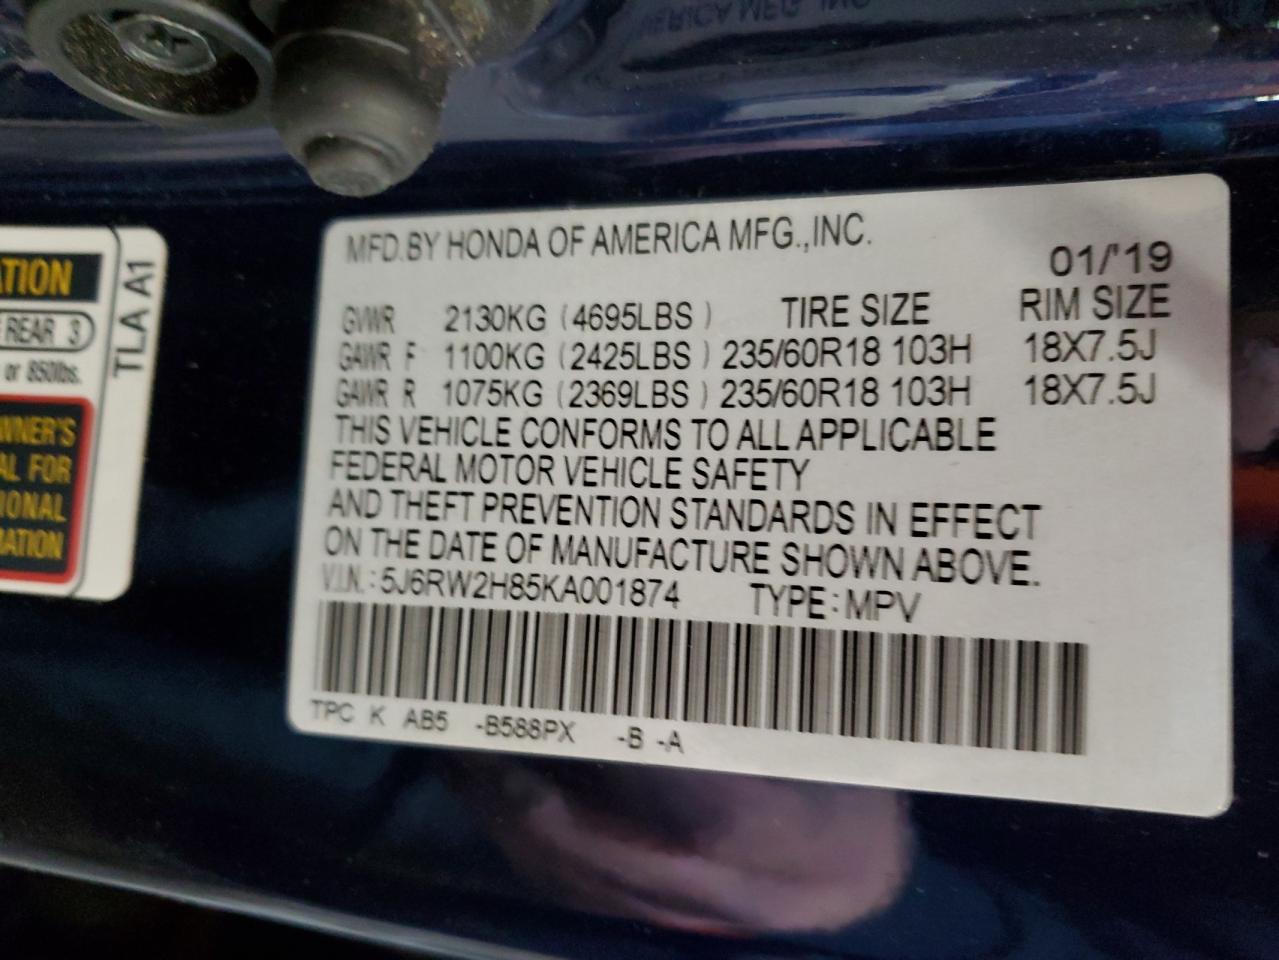 ATION
REAR 3
or 850lbs.
WNER'S
AL FOR
IONAL
MATION
TLA A1
MFD.BY HONDA OF AMERICA MFG.,INC.
01/'19
GVWR 2130KG (4695LBS ) TIRE SIZE RIM SIZE
GAWR F 1100KG (2425LBS ) 235/60R18 103H 18X7.5J
GAWR R 1075KG (2369LBS ) 235/60R18 103H 18X7.5J
THIS VEHICLE CONFORMS TO ALL APPLICABLE
FEDERAL MOTOR VEHICLE SAFETY
AND THEFT PREVENTION STANDARDS IN EFFECT
ON THE DATE OF MANUFACTURE SHOWN ABOVE.
V.I.N.: 5J6RW2H85KA001874 TYPE: MPV
TPC K AB5 -B588PX -B -A